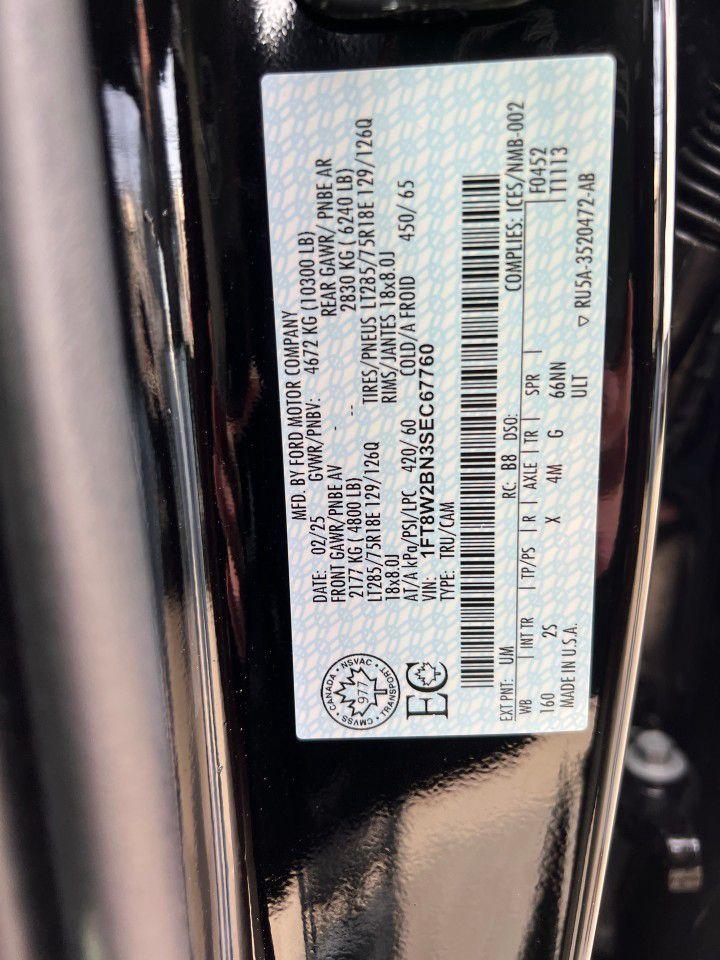 MFD. BY FORD MOTOR COMPANY
DATE: 02/25 GVWR/PNBV: 4672 KG (10300 LB)
FRONT GAWR/PNBE AV - REAR GAWR/ PNBE AR
2177 KG ( 4800 LB) -- 2830 KG ( 6240 LB)
LT285/75R18E 129/126Q TIRES/PNEUS LT285/75R18E 129/126Q
18x8.0J RIMS/JANTES 18x8.0J
AT/A kPa/PSI/LPC 420/ 60 COLD/A FROID 450/ 65
VIN: 1FT8W2BN3SEC67760
TYPE: TRU/CAM
CANADA • NSVAC • TRANSPORT • CMVSS •
977
EC
EXT PNT: UM RC: B8 DSO: COMPLIES: ICES/NMB-002
WB | INT TR | TP/PS | R | AXLE | TR | SPR | F0452
160 2S X 4M G 66NN T1113
MADE IN U.S.A. ULT
▽ RU5A-3520472-AB